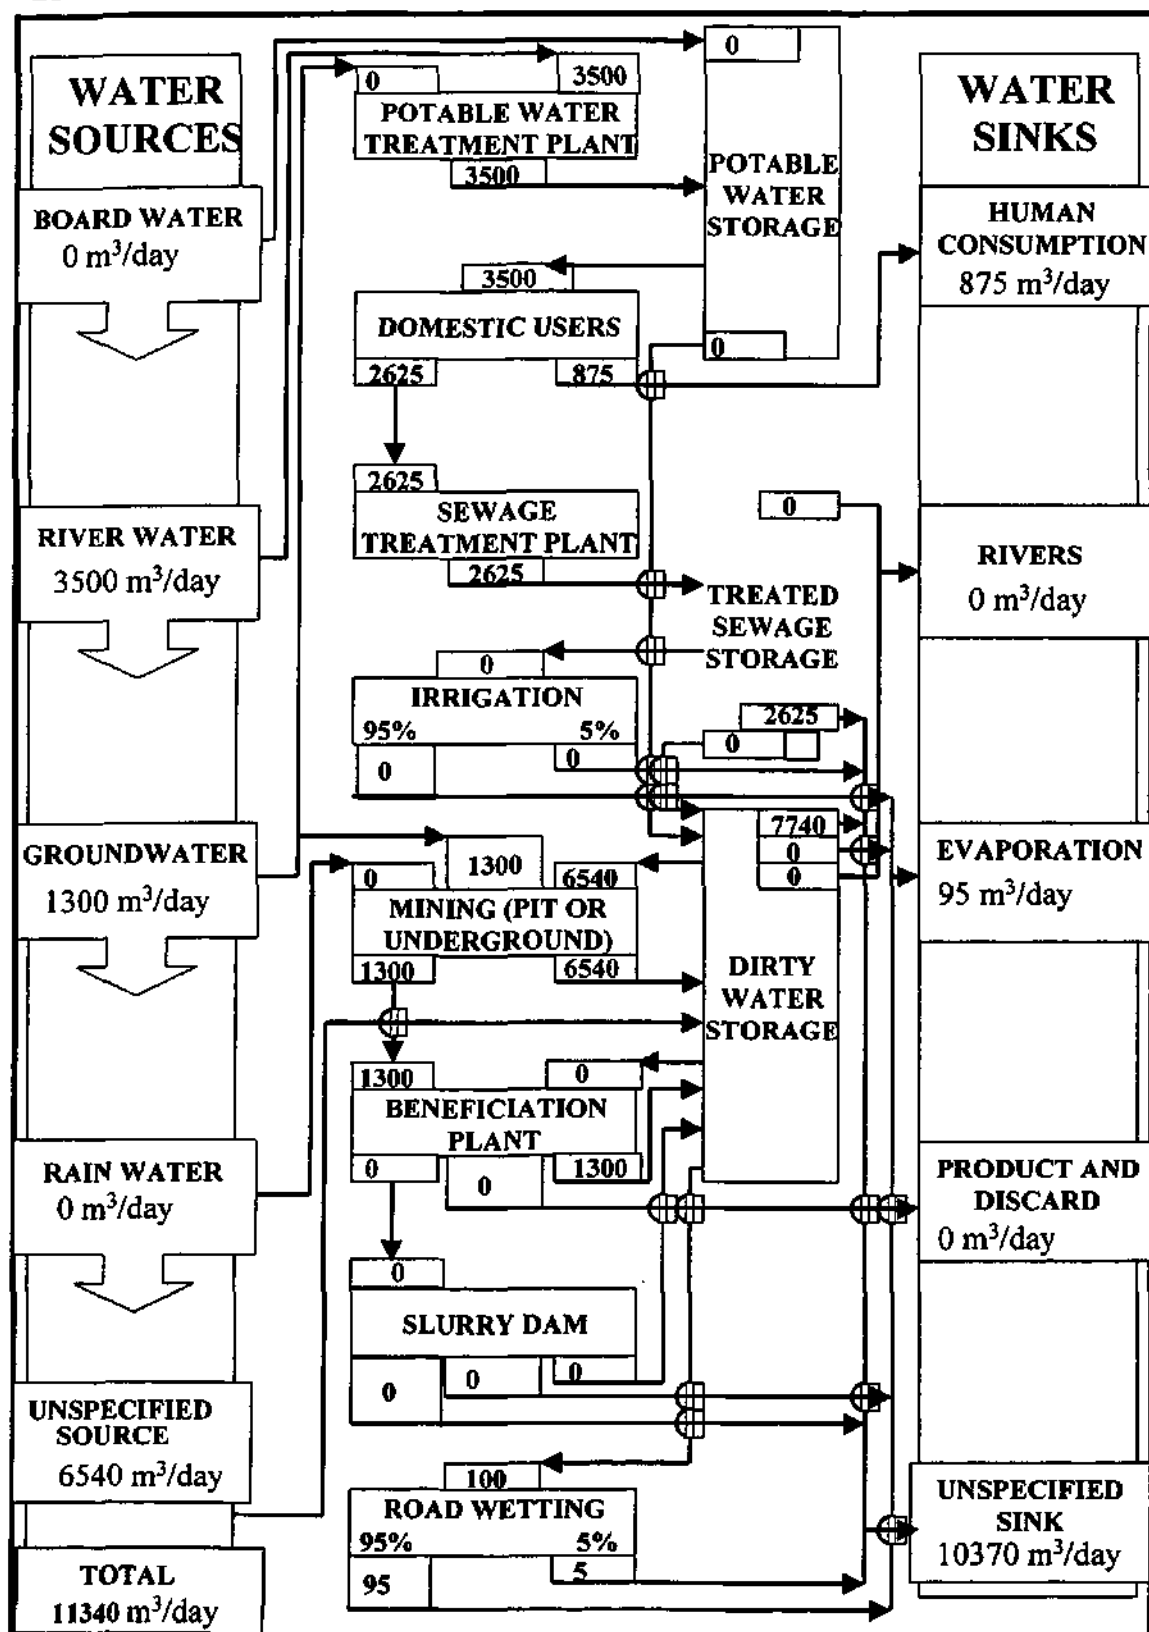 WATER
SOURCES
BOARD WATER
0 m³/day
RIVER WATER
3500 m³/day
GROUNDWATER
1300 m³/day
RAIN WATER
0 m³/day
UNSPECIFIED
SOURCE
6540 m³/day
TOTAL
11340 m³/day
0
3500
POTABLE WATER
TREATMENT PLANT
3500
3500
DOMESTIC USERS
2625
875
2625
SEWAGE
TREATMENT PLANT
2625
0
IRRIGATION
95%
5%
0
0
0
1300
6540
MINING (PIT OR
UNDERGROUND)
1300
6540
1300
0
BENEFICIATION
PLANT
0
0
1300
0
SLURRY DAM
0
0
0
100
ROAD WETTING
95%
5%
95
5
0
POTABLE
WATER
STORAGE
0
0
TREATED
SEWAGE
STORAGE
2625
0
7740
0
0
DIRTY
WATER
STORAGE
WATER
SINKS
HUMAN
CONSUMPTION
875 m³/day
RIVERS
0 m³/day
EVAPORATION
95 m³/day
PRODUCT AND
DISCARD
0 m³/day
UNSPECIFIED
SINK
10370 m³/day